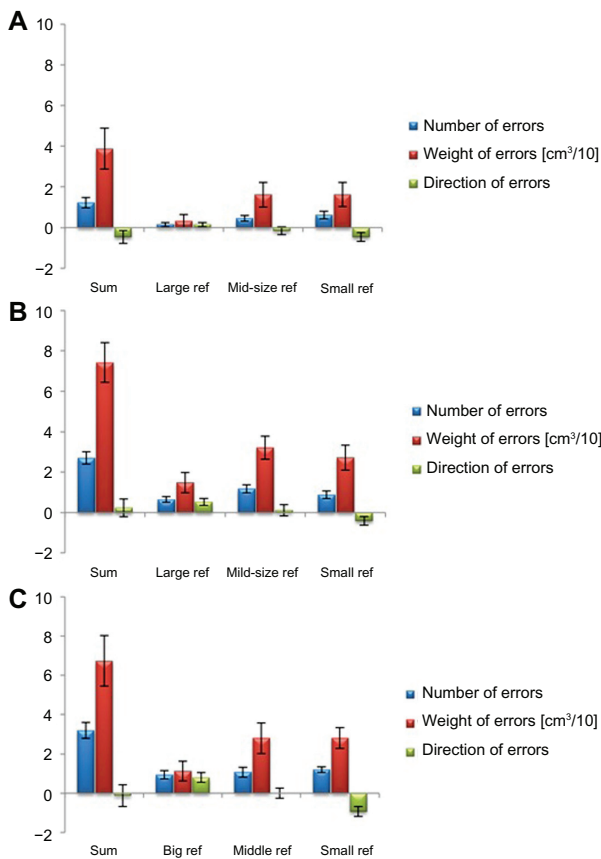 A
10
8
6
4
2
0
−2
Sum Large ref Mid-size ref Small ref
Number of errors
Weight of errors [cm³/10]
Direction of errors
B
10
8
6
4
2
0
−2
Sum Large ref Mild-size ref Small ref
Number of errors
Weight of errors [cm³/10]
Direction of errors
C
10
8
6
4
2
0
−2
Sum Big ref Middle ref Small ref
Number of errors
Weight of errors [cm³/10]
Direction of errors